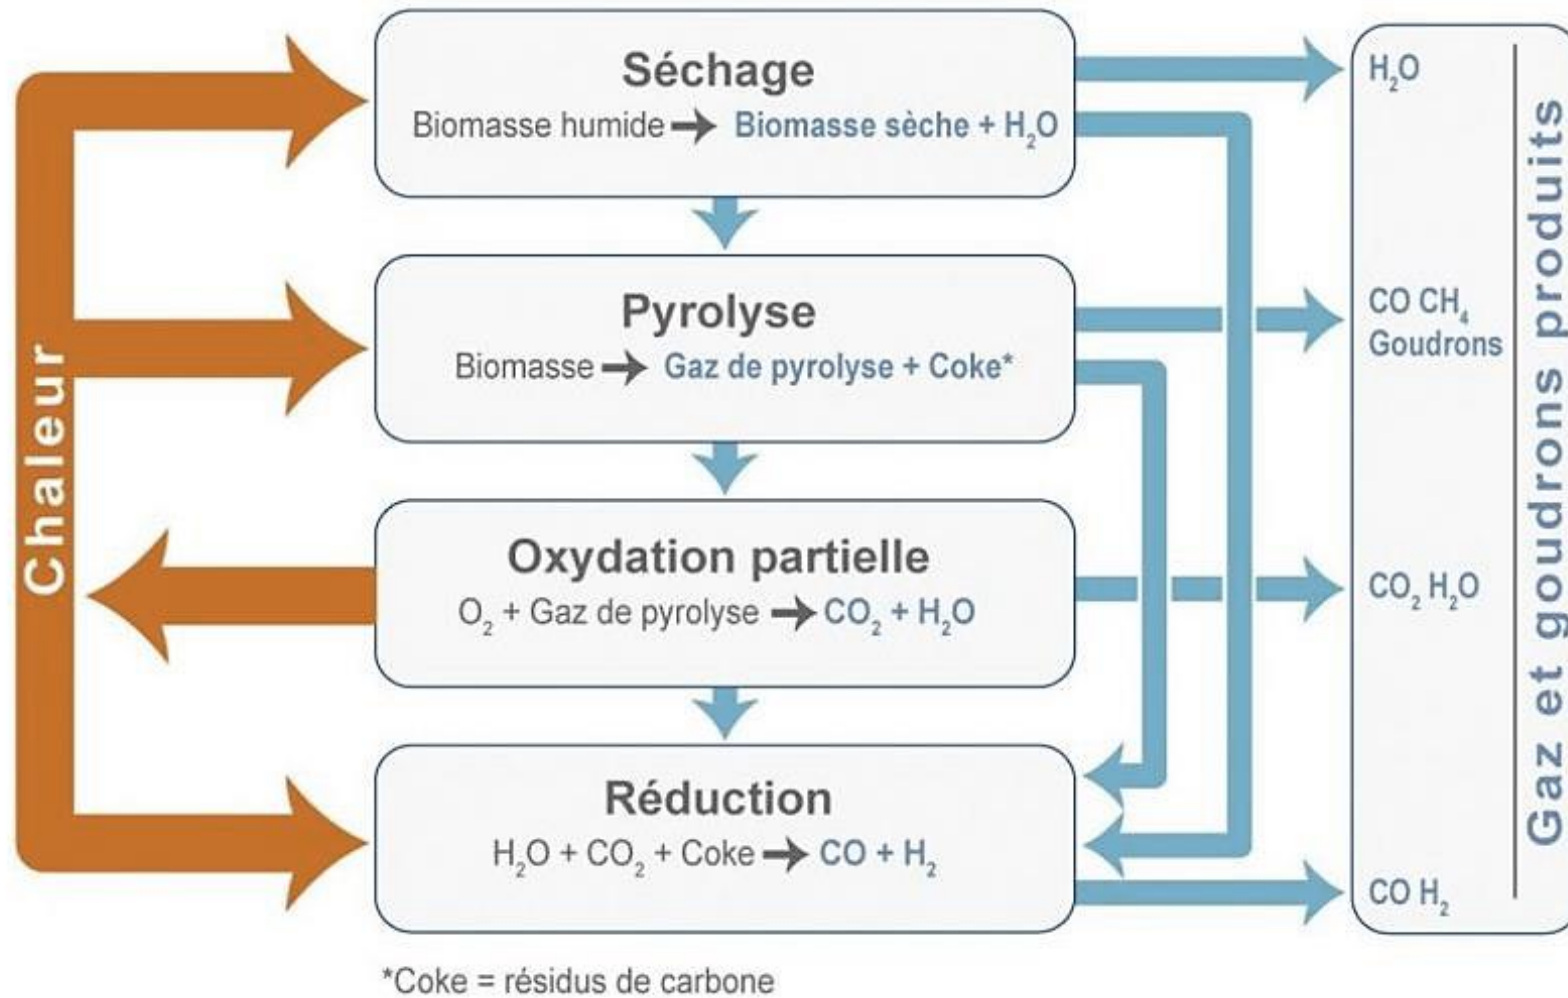 Chaleur
Séchage
Biomasse humide → Biomasse sèche + H₂O
Pyrolyse
Biomasse → Gaz de pyrolyse + Coke*
Oxydation partielle
O₂ + Gaz de pyrolyse → CO₂ + H₂O
Réduction
H₂O + CO₂ + Coke → CO + H₂
H₂O
CO CH₄
Goudrons
CO₂ H₂O
CO H₂
Gaz et goudrons produits
*Coke = résidus de carbone